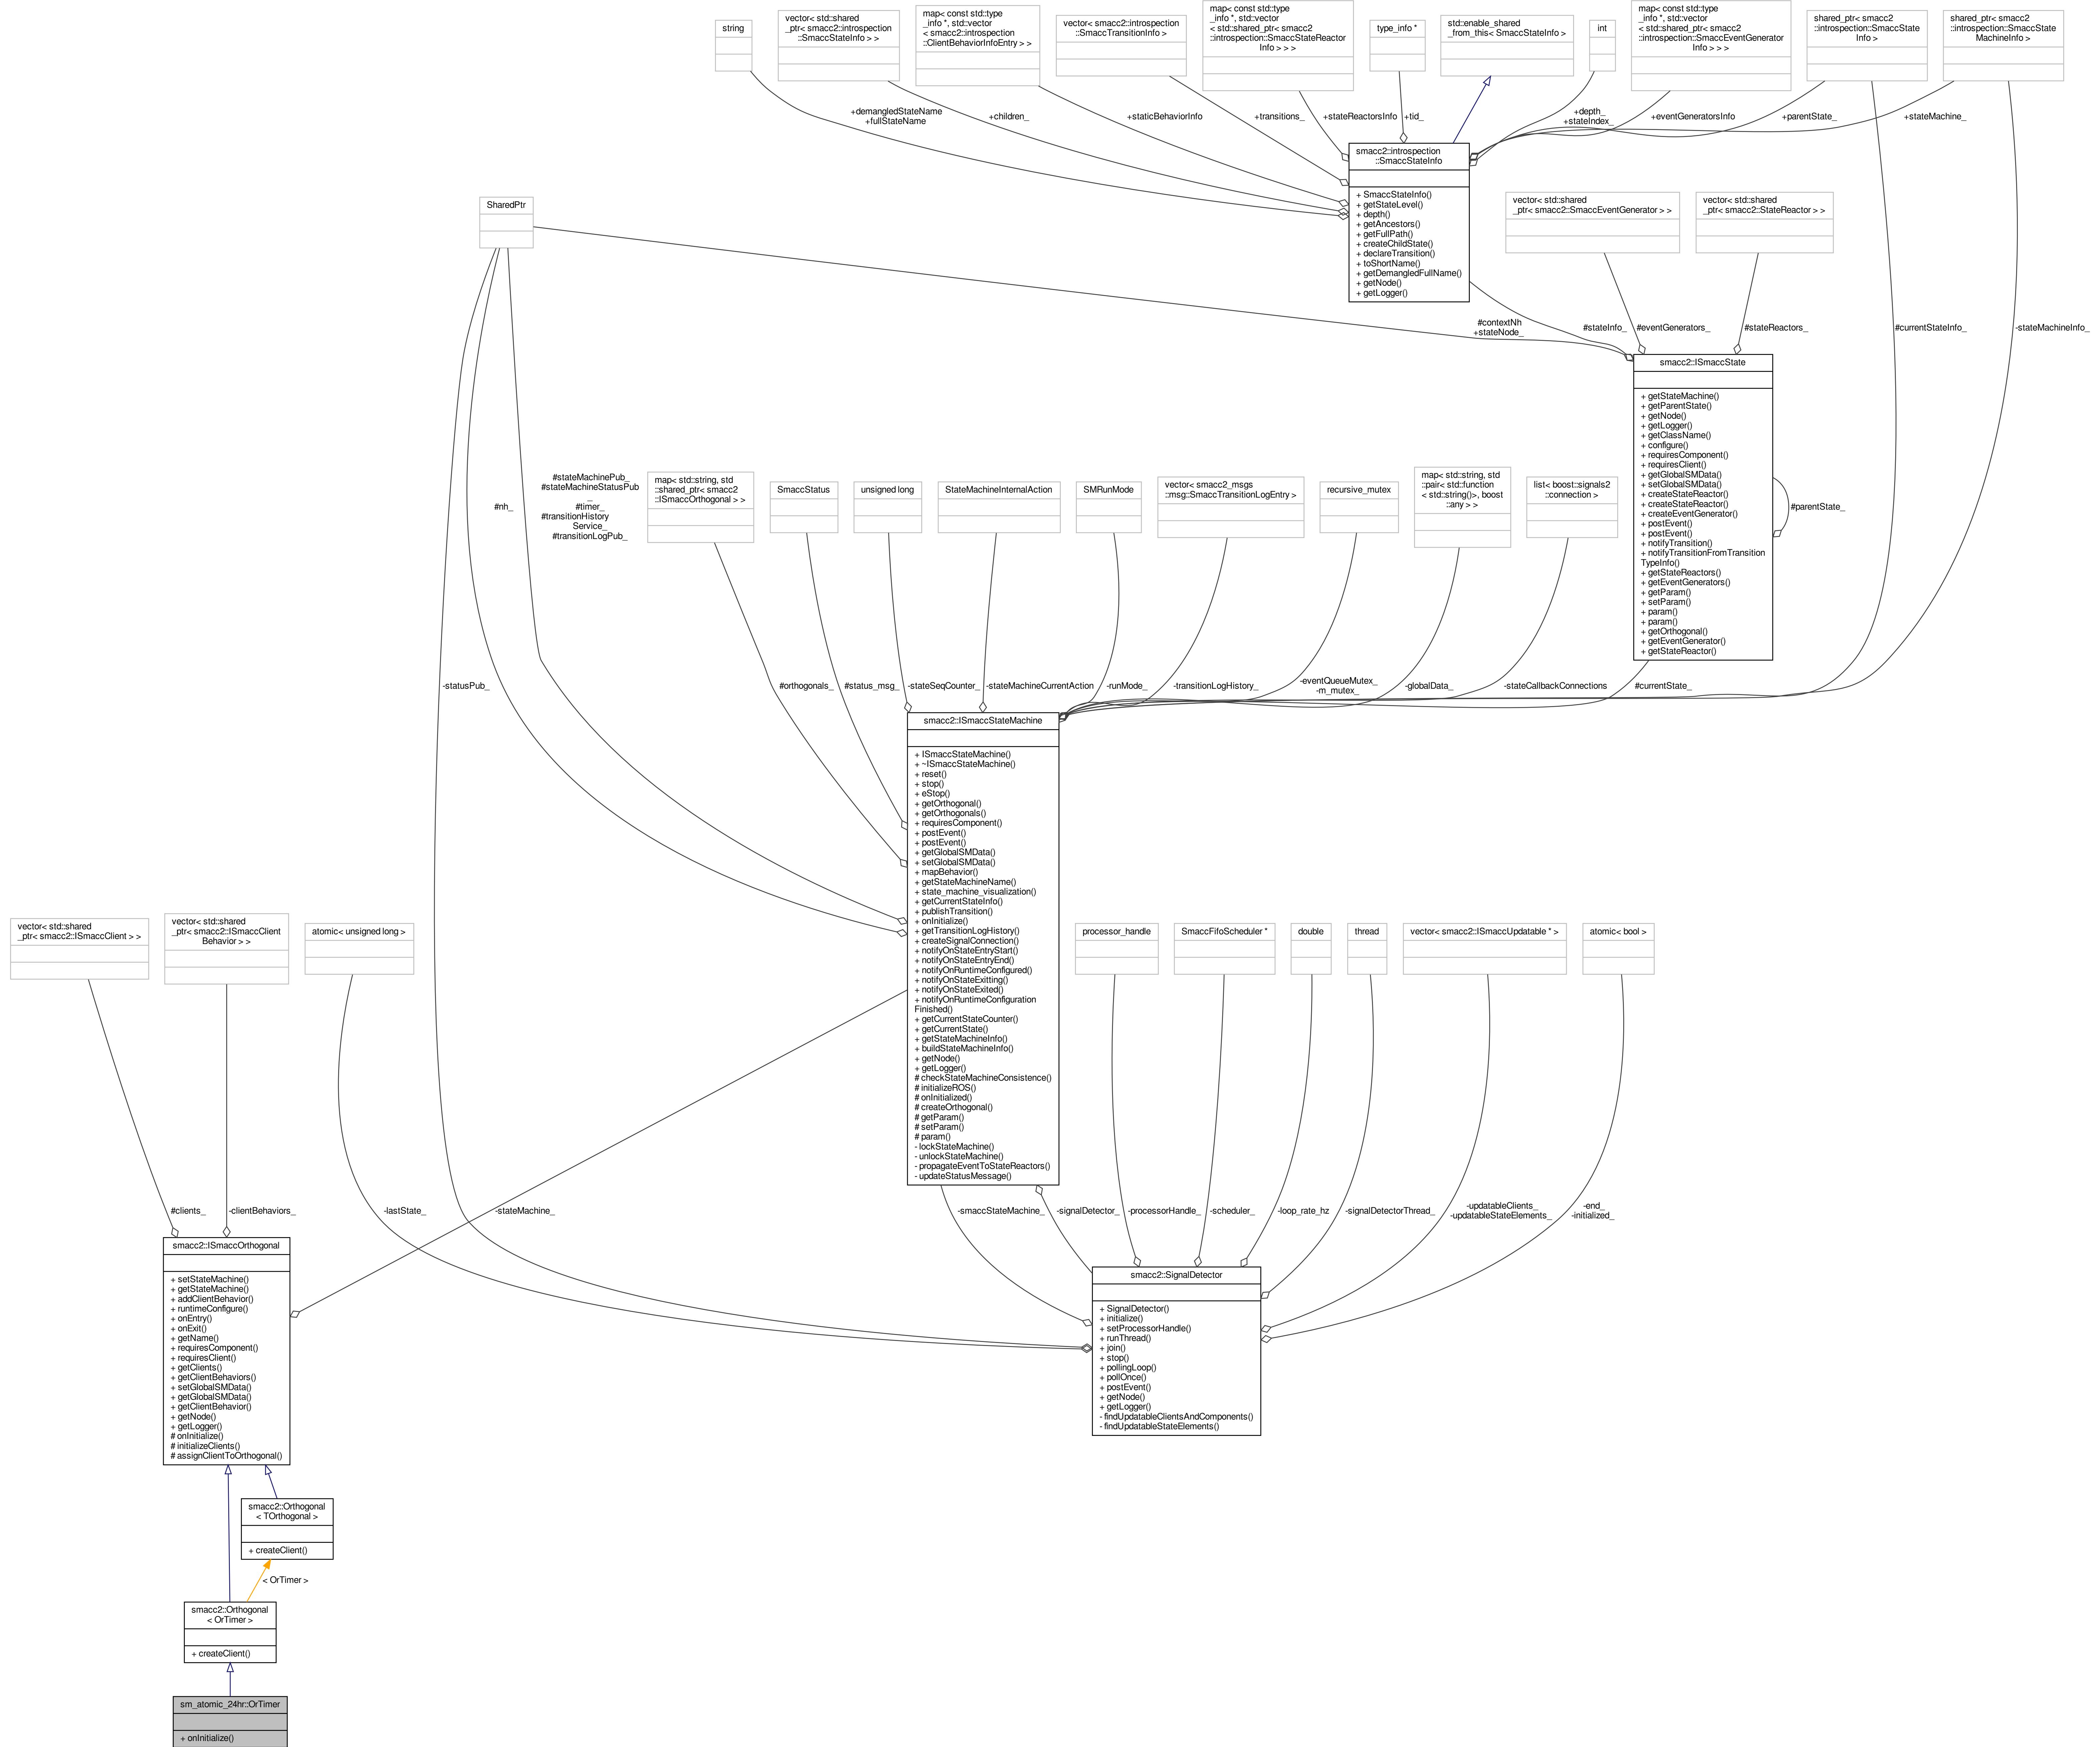 string
vector< std::shared
_ptr< smacc2::introspection
::SmaccStateInfo > >
map< const std::type
_info *, std::vector
< smacc2::introspection
::ClientBehaviorInfoEntry > >
vector< smacc2::introspection
::SmaccTransitionInfo >
map< const std::type
_info *, std::vector
< std::shared_ptr< smacc2
::introspection::SmaccStateReactor
Info > > >
type_info *
std::enable_shared
_from_this< SmaccStateInfo >
int
map< const std::type
_info *, std::vector
< std::shared_ptr< smacc2
::introspection::SmaccEventGenerator
Info > > >
shared_ptr< smacc2
::introspection::SmaccState
Info >
shared_ptr< smacc2
::introspection::SmaccState
MachineInfo >
+demangledStateName
+fullStateName
+children_
+staticBehaviorInfo
+transitions_
+stateReactorsInfo
+tid_
+depth_
+stateIndex_
+eventGeneratorsInfo
+parentState_
+stateMachine_
smacc2::introspection
::SmaccStateInfo
+ SmaccStateInfo()
+ getStateLevel()
+ depth()
+ getAncestors()
+ getFullPath()
+ createChildState()
+ declareTransition()
+ toShortName()
+ getDemangledFullName()
+ getNode()
+ getLogger()
SharedPtr
vector< std::shared
_ptr< smacc2::SmaccEventGenerator > >
vector< std::shared
_ptr< smacc2::StateReactor > >
#contextNh
+stateNode_
#stateInfo_
#eventGenerators_
#stateReactors_
#currentStateInfo_
-stateMachineInfo_
smacc2::ISmaccState
+ getStateMachine()
+ getParentState()
+ getNode()
+ getLogger()
+ getClassName()
+ configure()
+ requiresComponent()
+ requiresClient()
+ getGlobalSMData()
+ setGlobalSMData()
+ createStateReactor()
+ createStateReactor()
+ createEventGenerator()
+ postEvent()
+ postEvent()
+ notifyTransition()
+ notifyTransitionFromTransition
TypeInfo()
+ getStateReactors()
+ getEventGenerators()
+ getParam()
+ setParam()
+ param()
+ param()
+ getOrthogonal()
+ getEventGenerator()
+ getStateReactor()
#parentState_
#nh_
#stateMachinePub_
#stateMachineStatusPub
_
#timer_
#transitionHistory
Service_
#transitionLogPub_
map< std::string, std
::shared_ptr< smacc2
::ISmaccOrthogonal > >
SmaccStatus
unsigned long
StateMachineInternalAction
SMRunMode
vector< smacc2_msgs
::msg::SmaccTransitionLogEntry >
recursive_mutex
map< std::string, std
::pair< std::function
< std::string()>, boost
::any > >
list< boost::signals2
::connection >
-statusPub_
#orthogonals_
#status_msg_
-stateSeqCounter_
-stateMachineCurrentAction
-runMode_
-transitionLogHistory_
-eventQueueMutex_
-m_mutex_
-globalData_
-stateCallbackConnections
#currentState_
smacc2::ISmaccStateMachine
+ ISmaccStateMachine()
+ ~ISmaccStateMachine()
+ reset()
+ stop()
+ eStop()
+ getOrthogonal()
+ getOrthogonals()
+ requiresComponent()
+ postEvent()
+ postEvent()
+ getGlobalSMData()
+ setGlobalSMData()
+ mapBehavior()
+ getStateMachineName()
+ state_machine_visualization()
+ getCurrentStateInfo()
+ publishTransition()
+ onInitialize()
+ getTransitionLogHistory()
+ createSignalConnection()
+ notifyOnStateEntryStart()
+ notifyOnStateEntryEnd()
+ notifyOnRuntimeConfigured()
+ notifyOnStateExitting()
+ notifyOnStateExited()
+ notifyOnRuntimeConfiguration
Finished()
+ getCurrentStateCounter()
+ getCurrentState()
+ getStateMachineInfo()
+ buildStateMachineInfo()
+ getNode()
+ getLogger()
# checkStateMachineConsistence()
# initializeROS()
# onInitialized()
# createOrthogonal()
# getParam()
# setParam()
# param()
- lockStateMachine()
- unlockStateMachine()
- propagateEventToStateReactors()
- updateStatusMessage()
vector< std::shared
_ptr< smacc2::ISmaccClient > >
vector< std::shared
_ptr< smacc2::ISmaccClient
Behavior > >
atomic< unsigned long >
processor_handle
SmaccFifoScheduler *
double
thread
vector< smacc2::ISmaccUpdatable * >
atomic< bool >
#clients_
-clientBehaviors_
-lastState_
-stateMachine_
-smaccStateMachine_
-signalDetector_
-processorHandle_
-scheduler_
-loop_rate_hz
-signalDetectorThread_
-updatableClients_
-updatableStateElements_
-end_
-initialized_
smacc2::ISmaccOrthogonal
+ setStateMachine()
+ getStateMachine()
+ addClientBehavior()
+ runtimeConfigure()
+ onEntry()
+ onExit()
+ getName()
+ requiresComponent()
+ requiresClient()
+ getClients()
+ getClientBehaviors()
+ setGlobalSMData()
+ getGlobalSMData()
+ getClientBehavior()
+ getNode()
+ getLogger()
# onInitialize()
# initializeClients()
# assignClientToOrthogonal()
smacc2::SignalDetector
+ SignalDetector()
+ initialize()
+ setProcessorHandle()
+ runThread()
+ join()
+ stop()
+ pollingLoop()
+ pollOnce()
+ postEvent()
+ getNode()
+ getLogger()
- findUpdatableClientsAndComponents()
- findUpdatableStateElements()
smacc2::Orthogonal
< TOrthogonal >
+ createClient()
< OrTimer >
smacc2::Orthogonal
< OrTimer >
+ createClient()
sm_atomic_24hr::OrTimer
+ onInitialize()